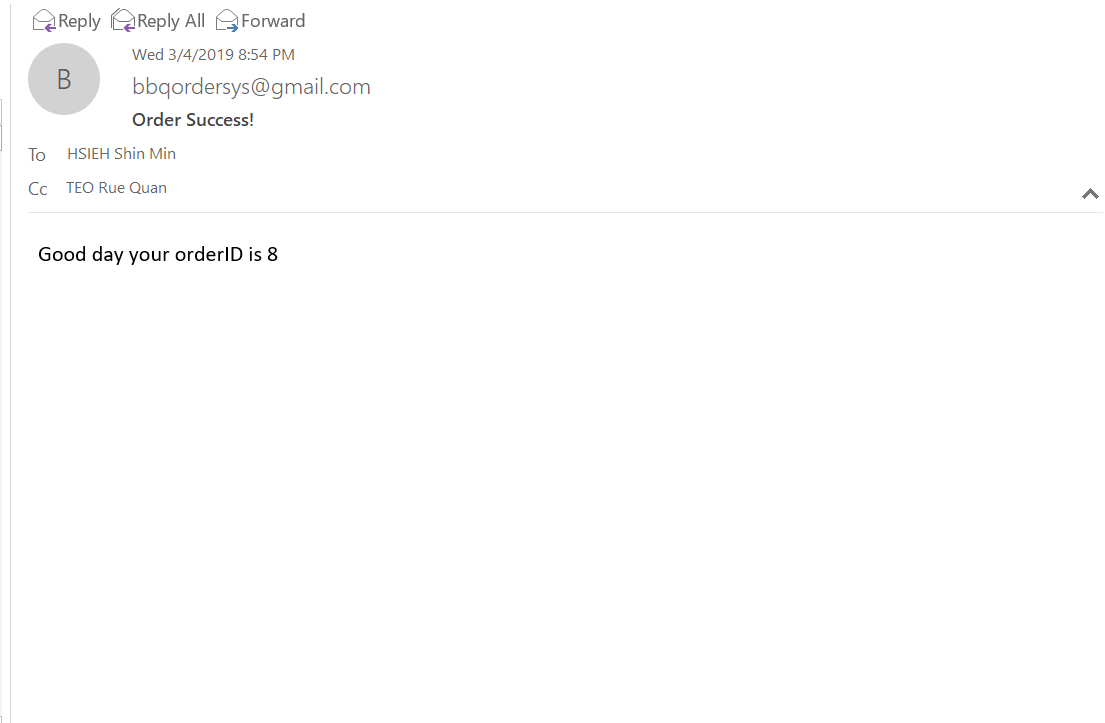 Reply Reply All Forward
Wed 3/4/2019 8:54 PM
B
bbqordersys@gmail.com
Order Success!
To HSIEH Shin Min
Cc TEO Rue Quan
Good day your orderID is 8